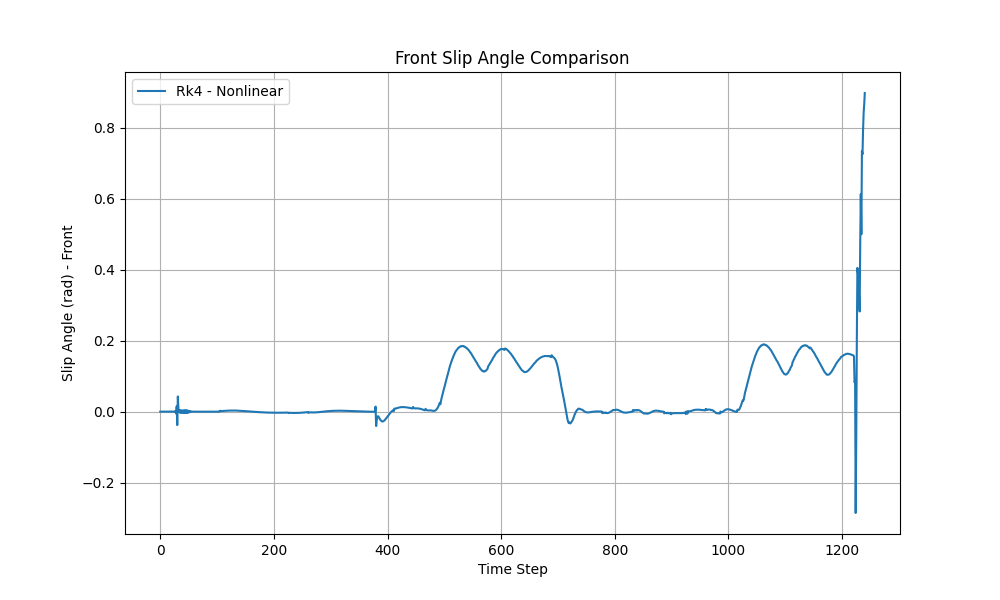 Front Slip Angle Comparison
Rk4 - Nonlinear
Slip Angle (rad) - Front
0.8
0.6
0.4
0.2
0.0
−0.2
0 200 400 600 800 1000 1200
Time Step